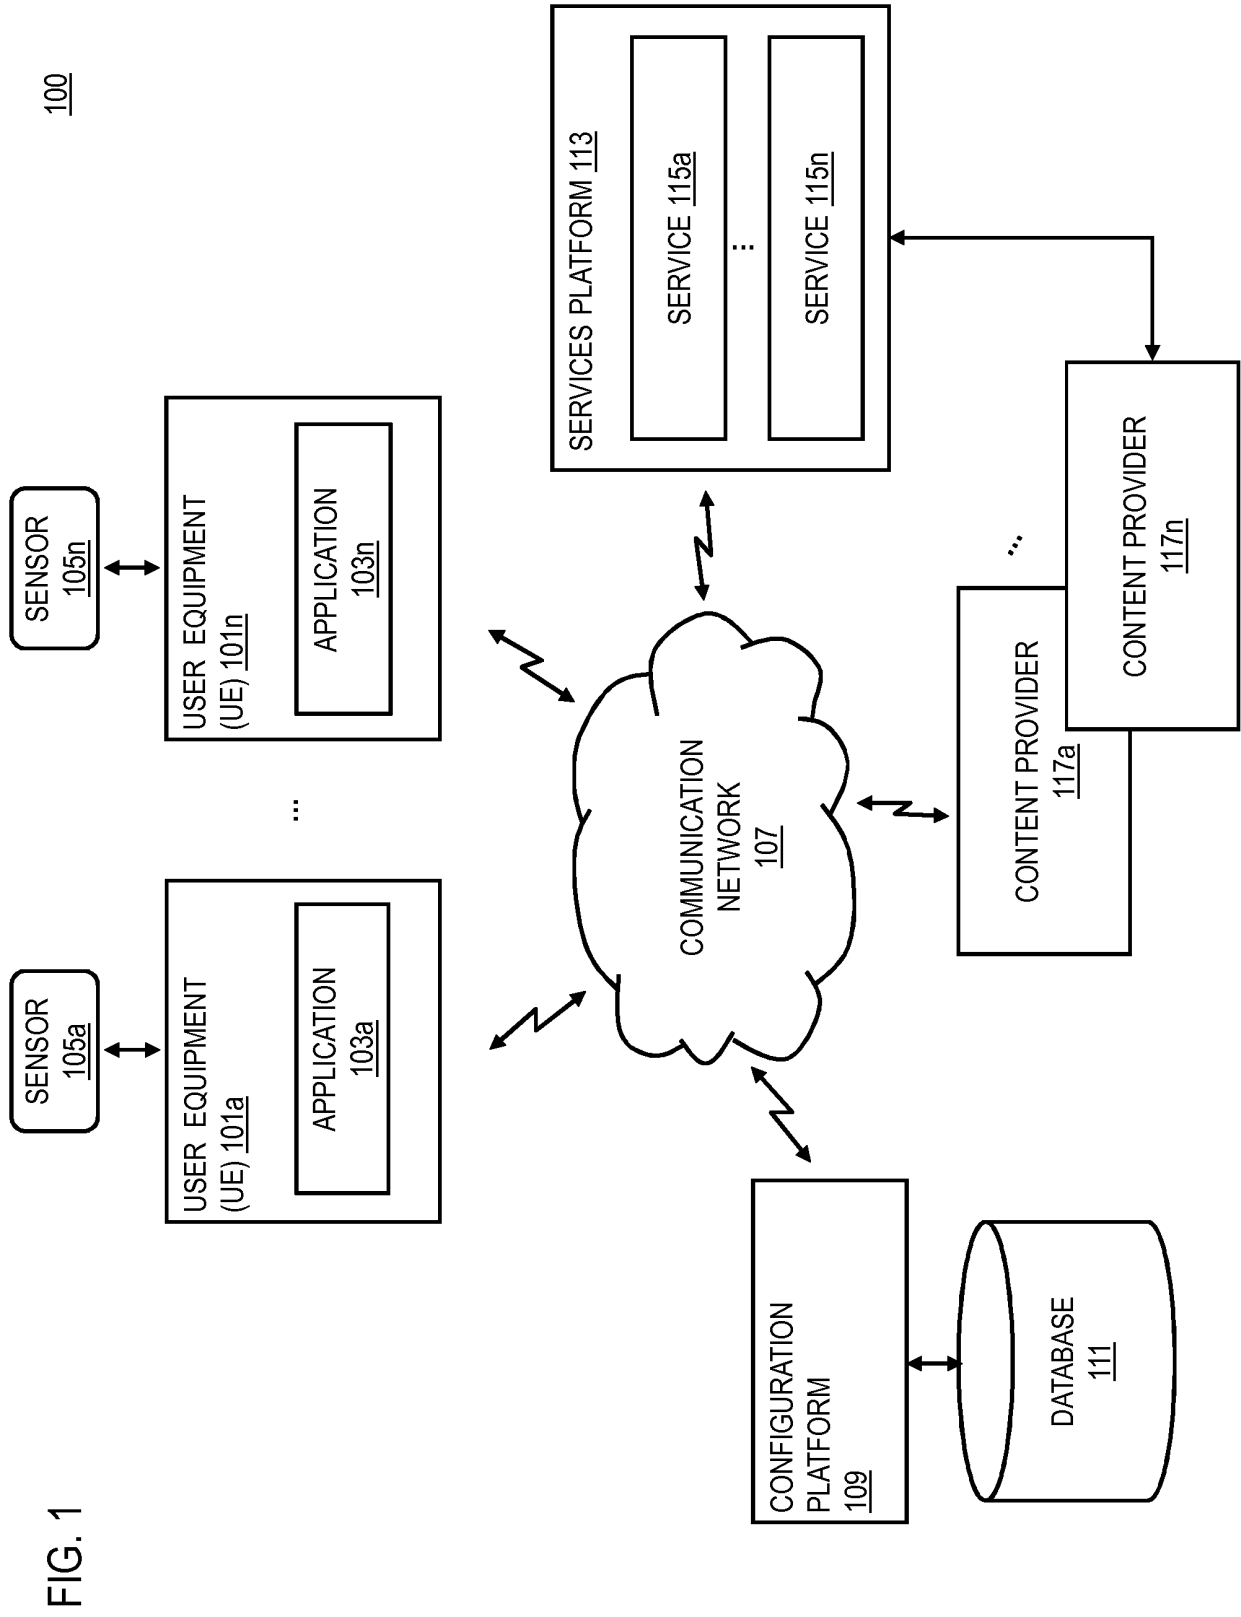 100
SENSOR
105a
SENSOR
105n
USER EQUIPMENT
(UE) 101a
APPLICATION
103a
...
USER EQUIPMENT
(UE) 101n
APPLICATION
103n
SERVICES PLATFORM 113
SERVICE 115a
...
SERVICE 115n
COMMUNICATION
NETWORK
107
CONFIGURATION
PLATFORM
109
DATABASE
111
CONTENT PROVIDER
117a
...
CONTENT PROVIDER
117n
FIG. 1